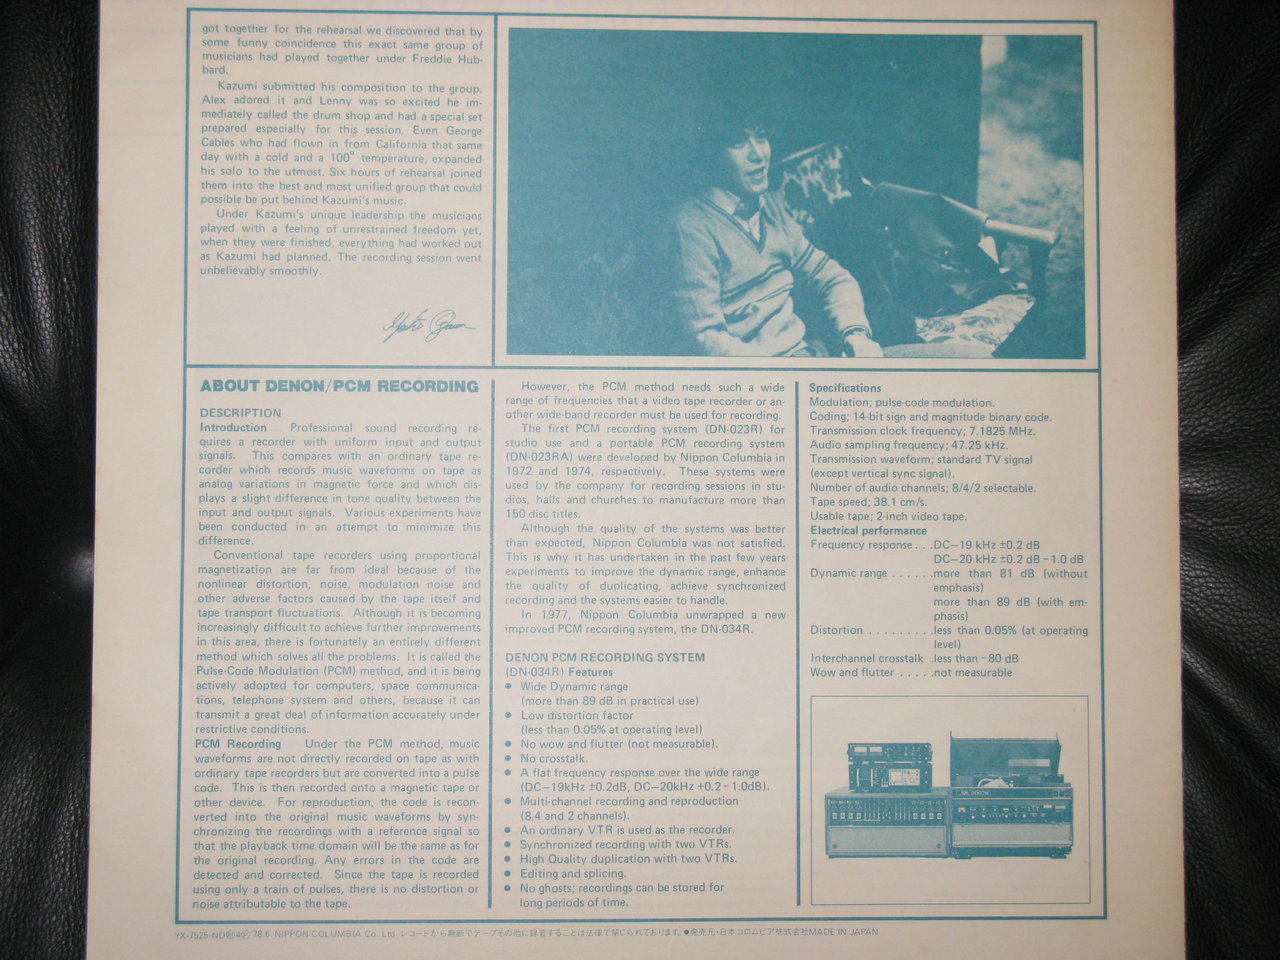 got together for the rehearsal we discovered that by
some funny coincidence this exact same group of
musicians had played together under Freddie Hub-
bard.
Kazumi submitted his composition to the group.
Alex adored it and Lenny was so excited he im-
mediately called the drum shop and had a special set
prepared especially for this session. Even George
Cables who had flown in from California that same
day with a cold and a 100° temperature, expanded
his solo to the utmost. Six hours of rehearsal joined
them into the best and most unified group that could
possible be put behind Kazumi's music.
Under Kazumi's unique leadership the musicians
played with a feeling of unrestrained freedom yet,
when they were finished, everything had worked out
as Kazumi had planned. The recording session went
unbelievably smoothly.
ABOUT DENON/PCM RECORDING
DESCRIPTION
Introduction Professional sound recording re-
quires a recorder with uniform input and output
signals. This compares with an ordinary tape re-
corder which records music waveforms on tape as
analog variations in magnetic force and which dis-
plays a slight difference in tone quality between the
input and output signals. Various experiments have
been conducted in an attempt to minimize this
difference.
Conventional tape recorders using proportional
magnetization are far from ideal because of the
nonlinear distortion, noise, modulation noise and
other adverse factors caused by the tape itself and
tape transport fluctuations. Although it is becoming
increasingly difficult to achieve further improvements
in this area, there is fortunately an entirely different
method which solves all the problems. It is called the
Pulse-Code Modulation (PCM) method, and it is being
actively adopted for computers, space communica-
tions, telephone system and others, because it can
transmit a great deal of information accurately under
restrictive conditions.
PCM Recording Under the PCM method, music
waveforms are not directly recorded on tape as with
ordinary tape recorders but are converted into a pulse
code. This is then recorded onto a magnetic tape or
other device. For reproduction, the code is recon-
verted into the original music waveforms by syn-
chronizing the recordings with a reference signal so
that the playback time domain will be the same as for
the original recording. Any errors in the code are
detected and corrected. Since the tape is recorded
using only a train of pulses, there is no distortion or
noise attributable to the tape.
However, the PCM method needs such a wide
range of frequencies that a video tape recorder or an-
other wide-band recorder must be used for recording.
The first PCM recording system (DN-023R) for
studio use and a portable PCM recording system
(DN-023RA) were developed by Nippon Columbia in
1972 and 1974, respectively. These systems were
used by the company for recording sessions in stu-
dios, halls and churches to manufacture more than
150 disc titles.
Although the quality of the systems was better
than expected, Nippon Columbia was not satisfied.
This is why it has undertaken in the past few years
experiments to improve the dynamic range, enhance
the quality of duplicating, achieve synchronized
recording and the systems easier to handle.
In 1977, Nippon Columbia unwrapped a new
improved PCM recording system, the DN-034R.
DENON PCM RECORDING SYSTEM
(DN-034R) Features
● Wide Dynamic range
(more than 89 dB in practical use)
● Low distortion factor
(less than 0.05% at operating level)
● No wow and flutter (not measurable).
● No crosstalk.
● A flat frequency response over the wide range
(DC-19kHz ±0.2dB, DC-20kHz +0.2-1.0dB).
● Multi-channel recording and reproduction
(8,4 and 2 channels).
● An ordinary VTR is used as the recorder.
● Synchronized recording with two VTRs.
● High Quality duplication with two VTRs.
● Editing and splicing.
● No ghosts; recordings can be stored for
long periods of time.
Specifications
Modulation; pulse-code modulation.
Coding; 14-bit sign and magnitude binary code.
Transmission clock frequency; 7.1825 MHz.
Audio sampling frequency; 47.25 kHz.
Transmission waveform; standard TV signal
(except vertical sync signal).
Number of audio channels; 8/4/2 selectable.
Tape speed; 38.1 cm/s.
Usable tape; 2-inch video tape.
Electrical performance
Frequency response . . .DC-19 kHz ±0.2 dB
DC-20 kHz ±0.2 dB -1.0 dB
Dynamic range . . . . . .more than 81 dB (without
emphasis)
more than 89 dB (with em-
phasis)
Distortion . . . . . . . . .less than 0.05% (at operating
level)
Interchannel crosstalk .less than -80 dB
Wow and flutter . . . . .not measurable
DENON
YX-7525-ND 4 Ⓟ'78.6 NIPPON COLUMBIA Co., Ltd レコードから無断でテープその他に録音することは法律で禁じられております。●発売元・日本コロムビア株式会社MADE IN JAPAN